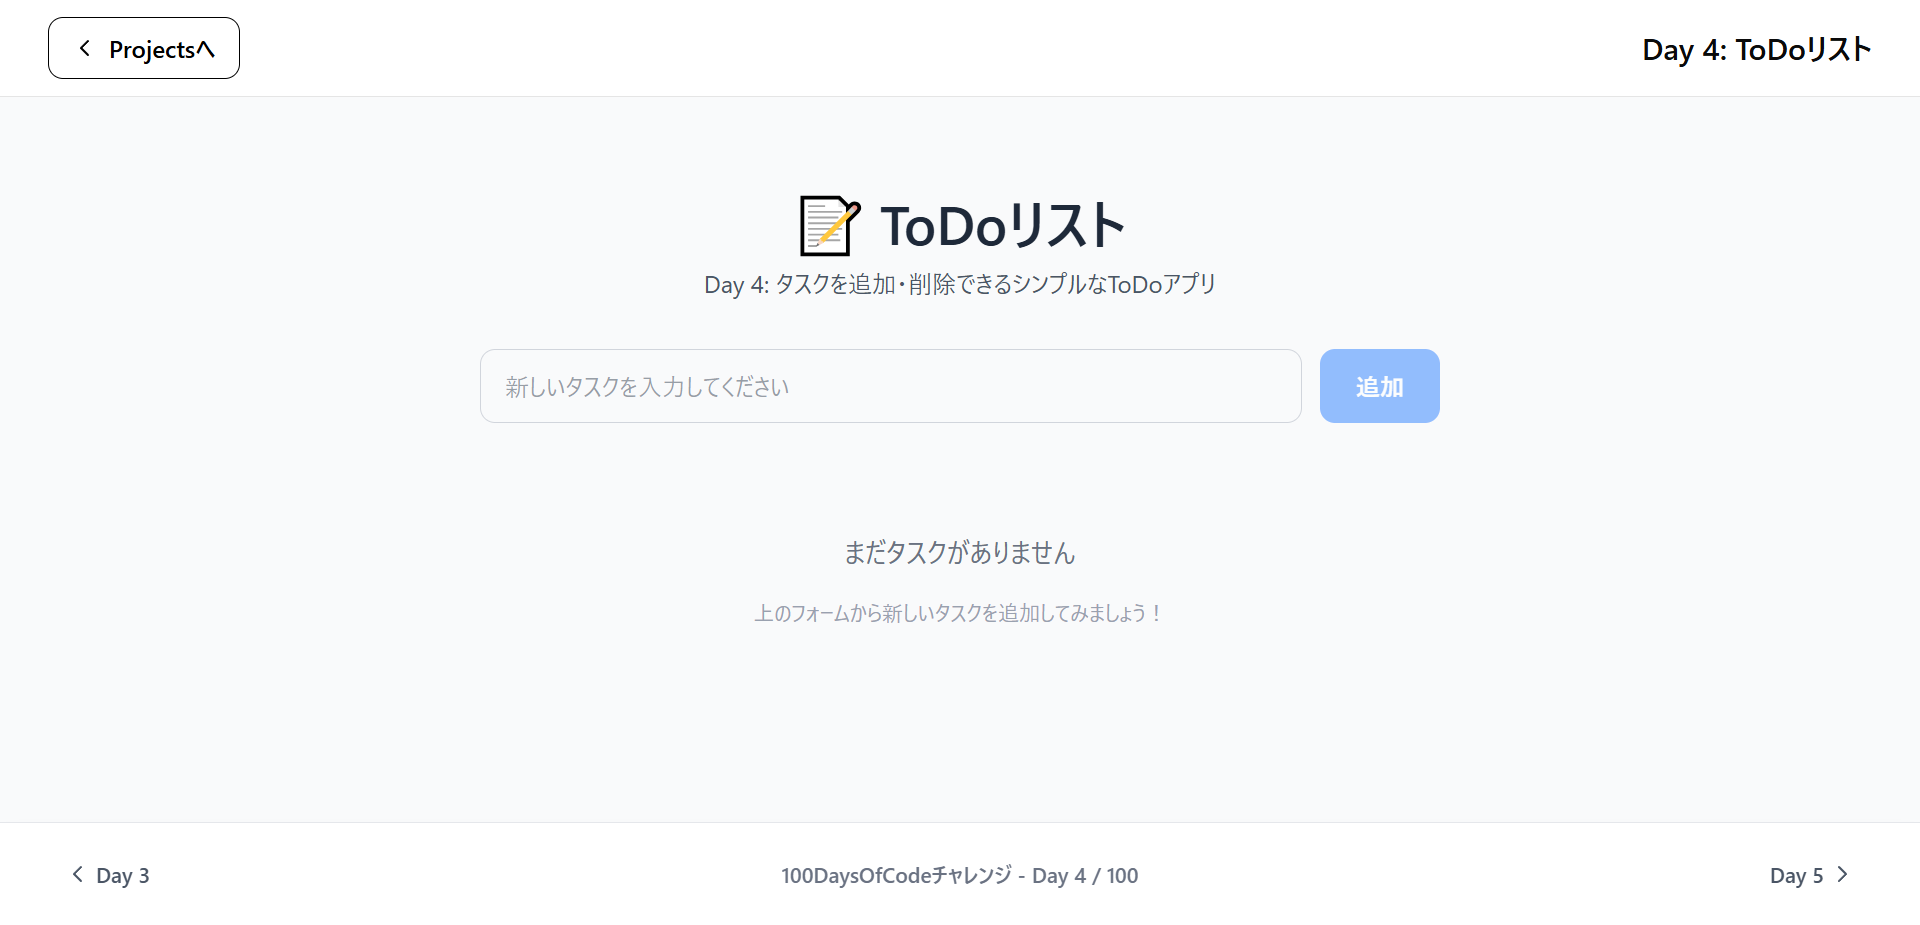 Projectsへ
Day 4: ToDoリスト
ToDoリスト
Day 4: タスクを追加・削除できるシンプルなToDoアプリ
新しいタスクを入力してください
追加
まだタスクがありません
上のフォームから新しいタスクを追加してみましょう！
Day 3
100DaysOfCodeチャレンジ - Day 4 / 100
Day 5